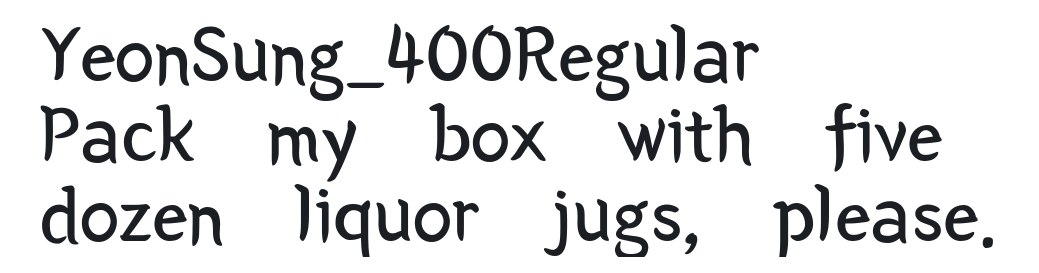 YeonSung_400Regular
Pack my box with five
dozen liquor jugs, please.